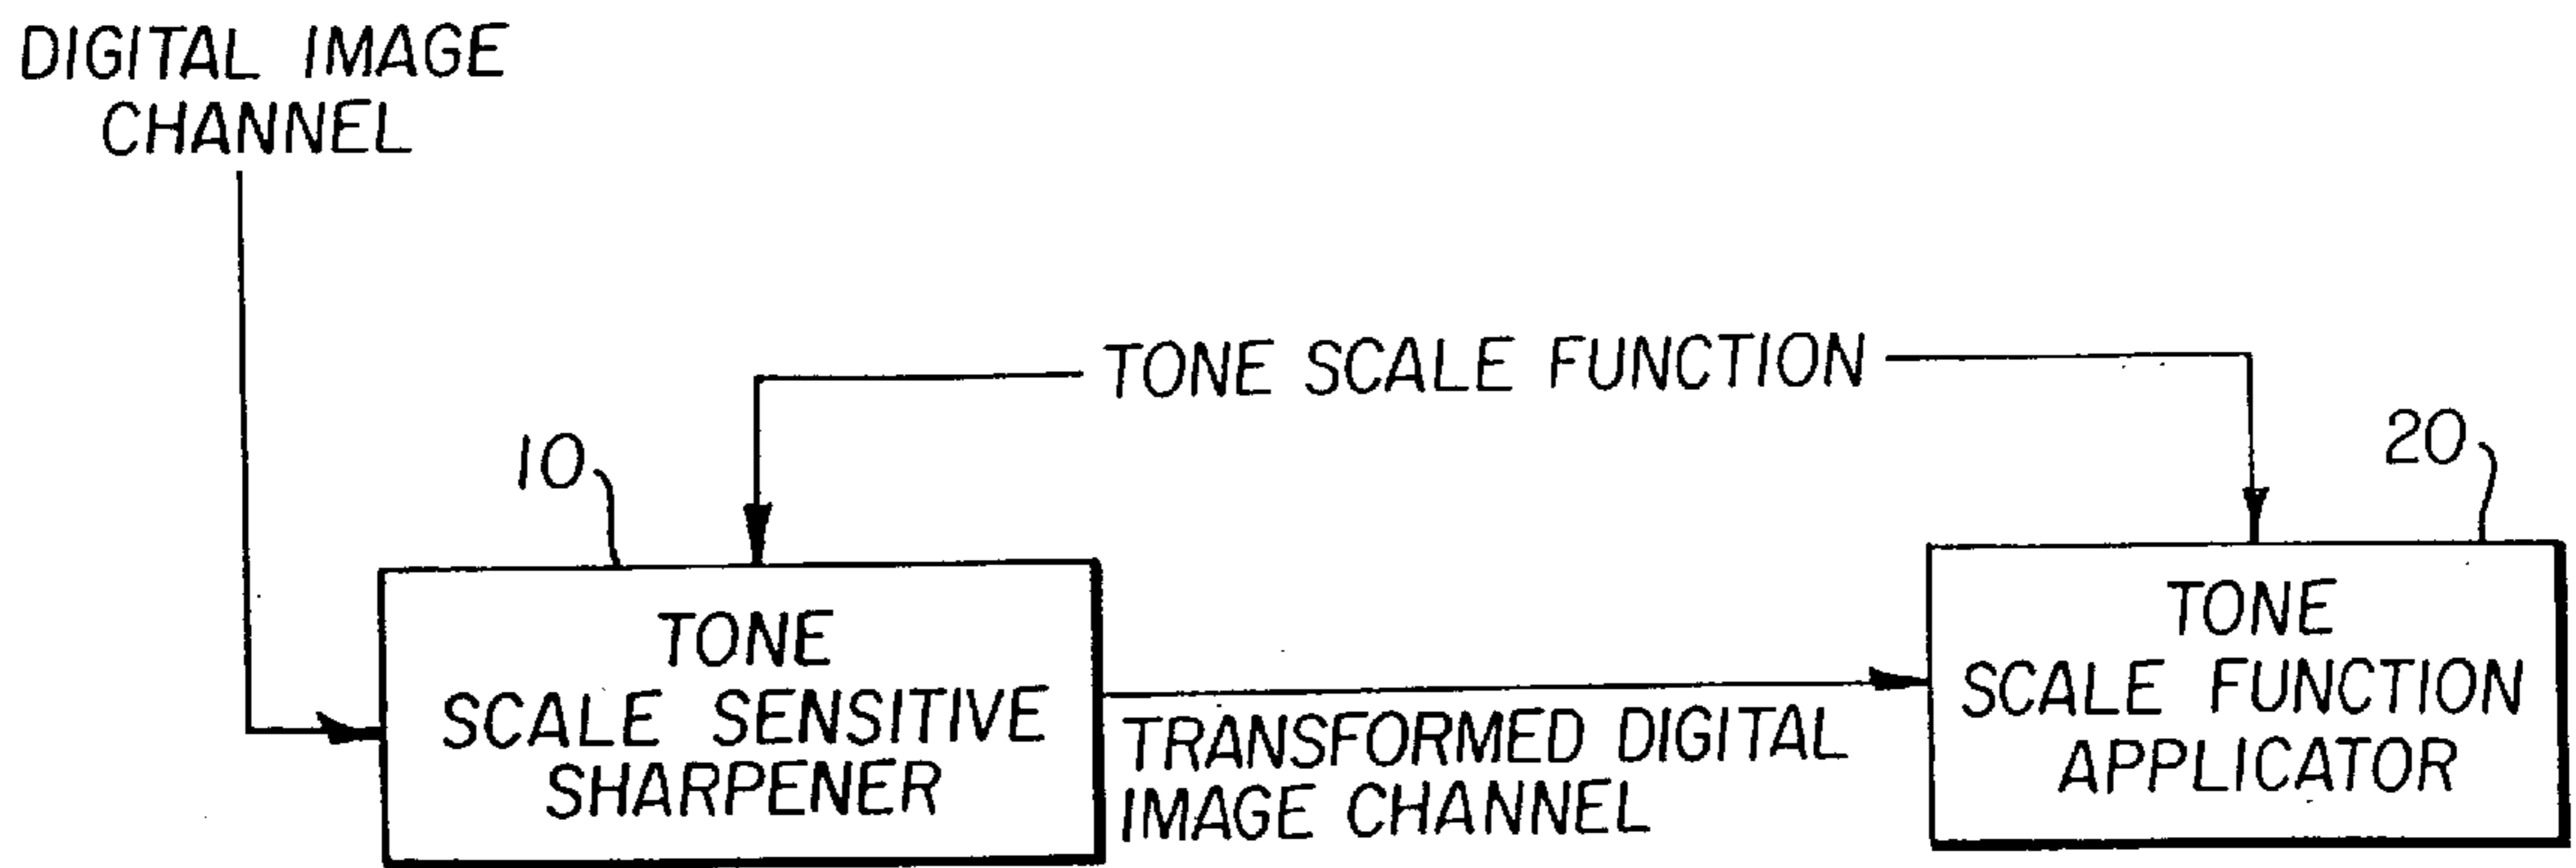 DIGITAL IMAGE
CHANNEL
TONE SCALE FUNCTION
10
20
TONE
SCALE SENSITIVE
SHARPENER
TRANSFORMED DIGITAL
IMAGE CHANNEL
TONE
SCALE FUNCTION
APPLICATOR